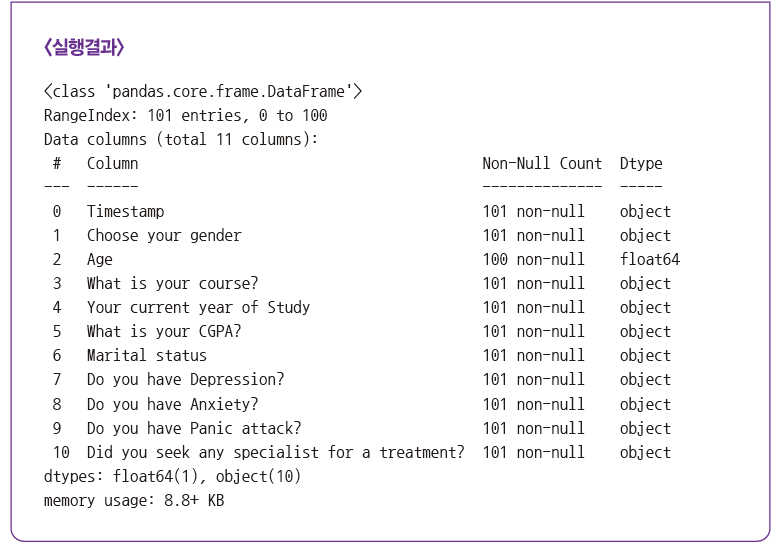 〈실행결과〉
<class 'pandas.core.frame.DataFrame'>
RangeIndex: 101 entries, 0 to 100
Data columns (total 11 columns):
 #   Column                                        Non-Null Count  Dtype
---  ------                                        --------------  -----
 0   Timestamp                                     101 non-null    object
 1   Choose your gender                            101 non-null    object
 2   Age                                           100 non-null    float64
 3   What is your course?                          101 non-null    object
 4   Your current year of Study                    101 non-null    object
 5   What is your CGPA?                            101 non-null    object
 6   Marital status                                101 non-null    object
 7   Do you have Depression?                       101 non-null    object
 8   Do you have Anxiety?                          101 non-null    object
 9   Do you have Panic attack?                     101 non-null    object
 10  Did you seek any specialist for a treatment?  101 non-null    object
dtypes: float64(1), object(10)
memory usage: 8.8+ KB